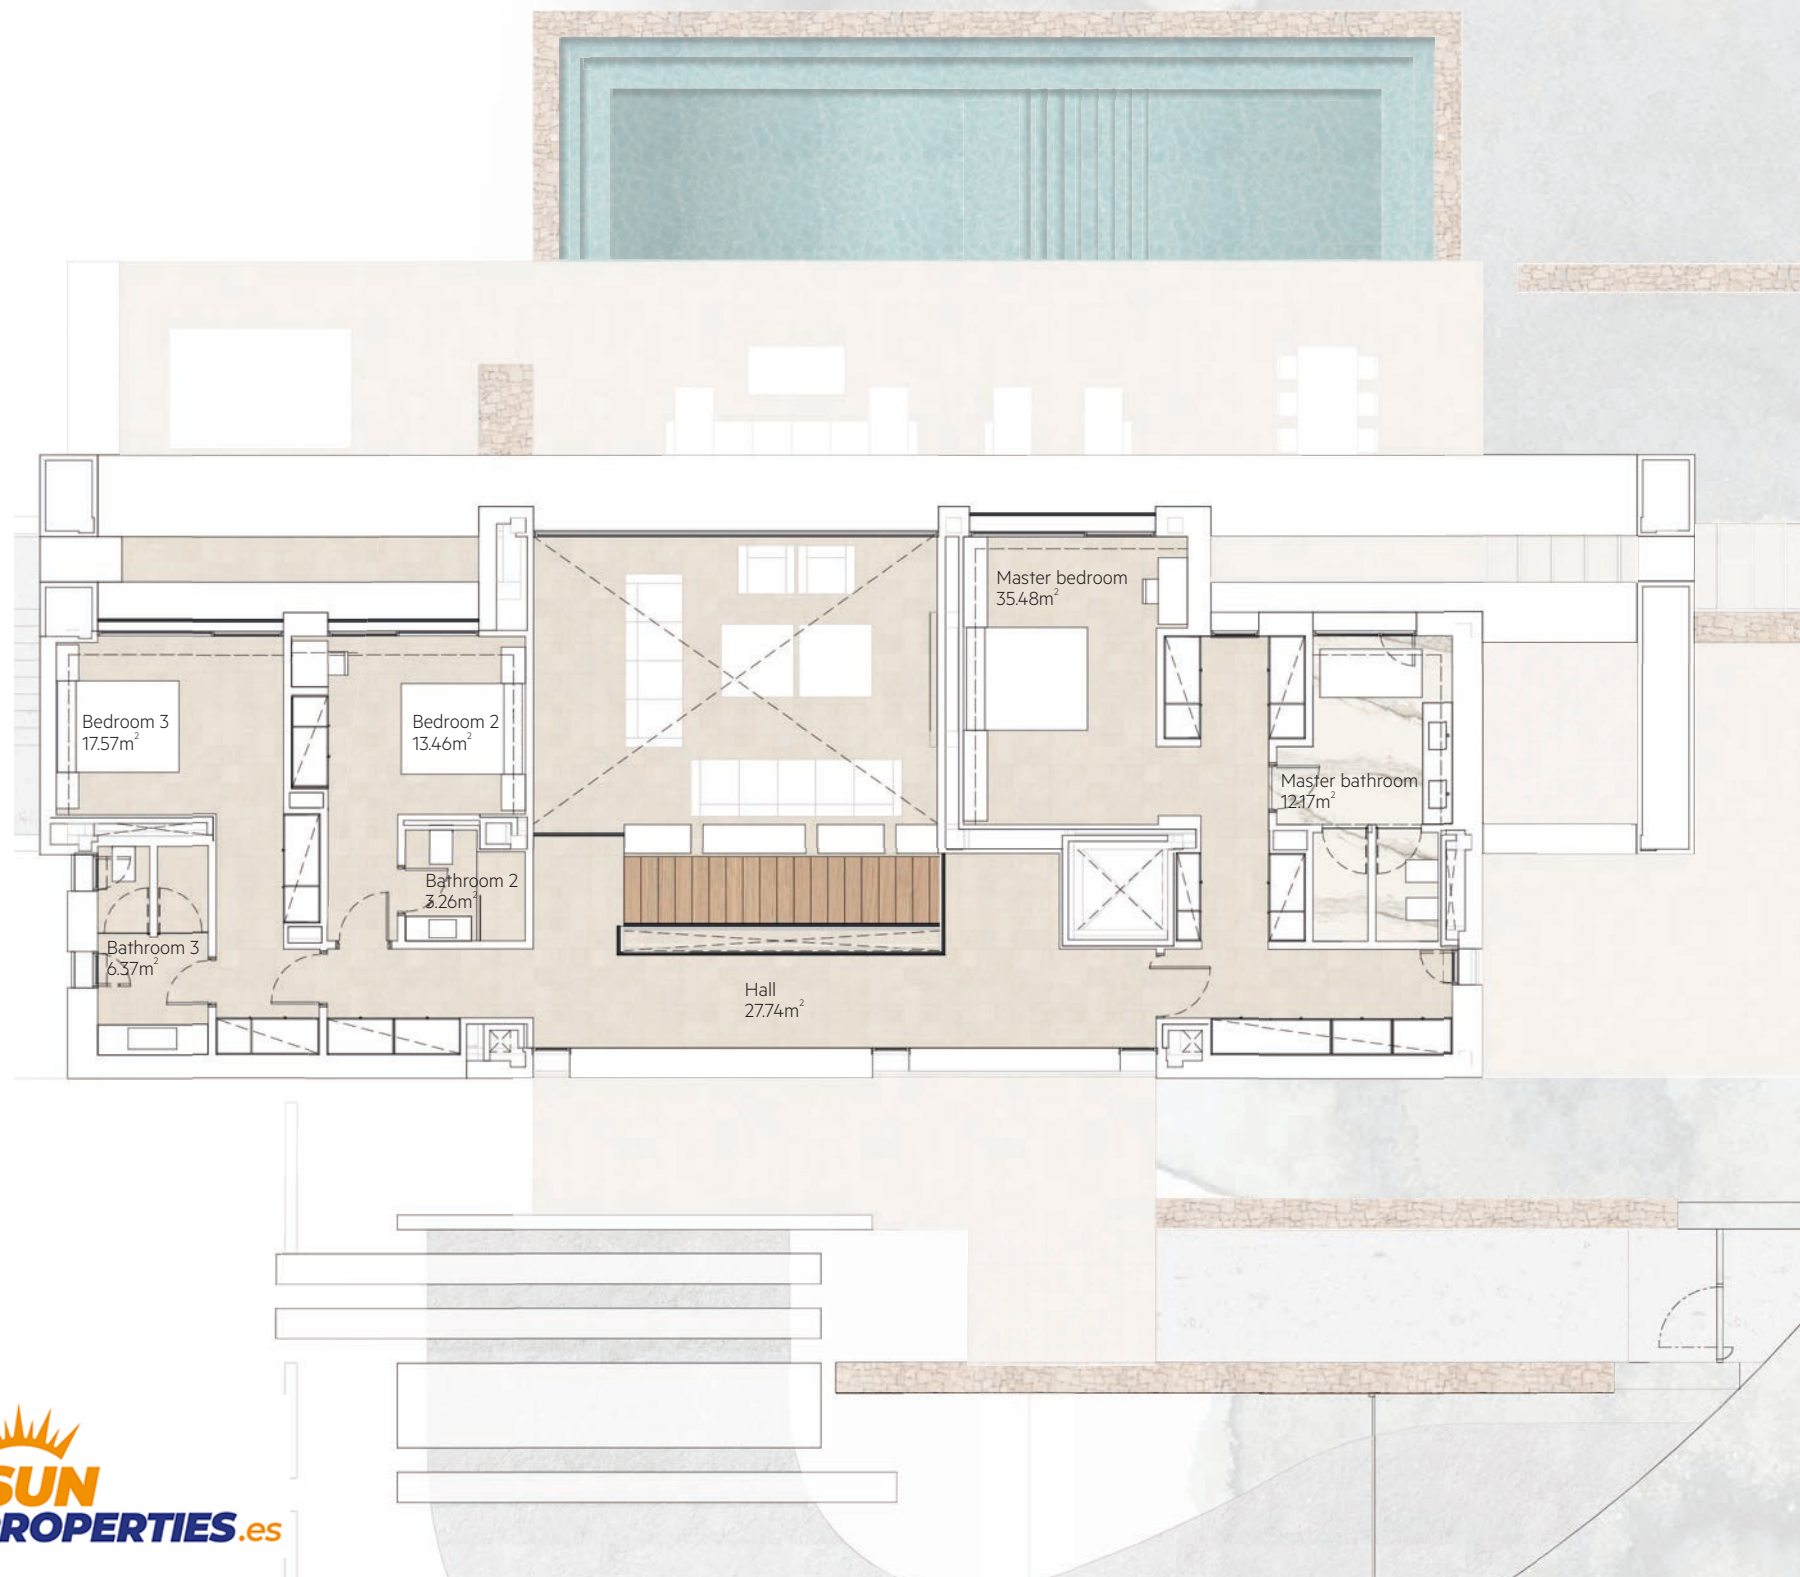 Master bedroom
35.48m²
Bedroom 3
17.57m²
Bedroom 2
13.46m²
Master bathroom
12.17m²
Bathroom 2
3.26m²
Bathroom 3
6.37m²
Hall
27.74m²
SUN
PROPERTIES.es